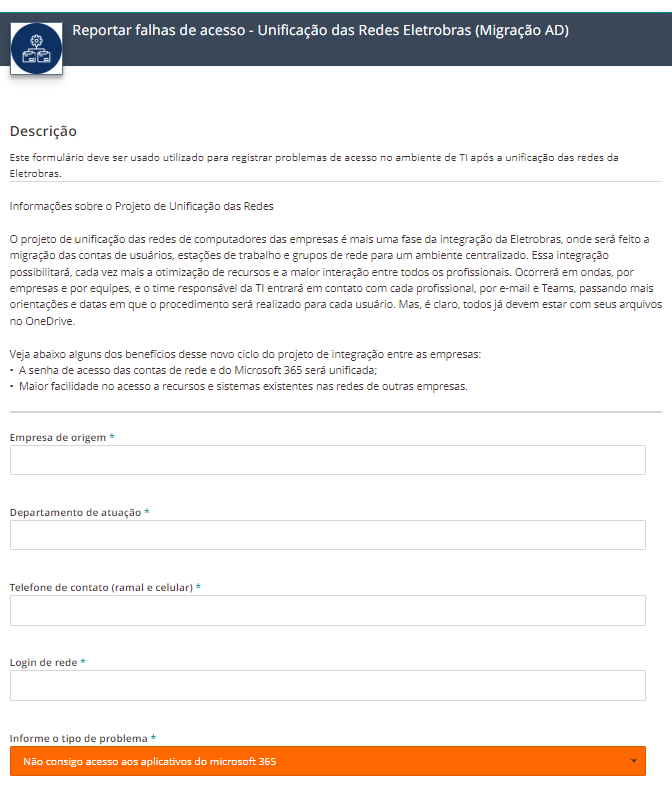 Reportar falhas de acesso - Unificação das Redes Eletrobras (Migração AD)
Descrição
Este formulário deve ser usado utilizado para registrar problemas de acesso no ambiente de TI após a unificação das redes da
Eletrobras.
Informações sobre o Projeto de Unificação das Redes
O projeto de unificação das redes de computadores das empresas é mais uma fase da integração da Eletrobras, onde será feito a
migração das contas de usuários, estações de trabalho e grupos de rede para um ambiente centralizado. Essa integração
possibilitará, cada vez mais a otimização de recursos e a maior interação entre todos os profissionais. Ocorrerá em ondas, por
empresas e por equipes, e o time responsável da TI entrará em contato com cada profissional, por e-mail e Teams, passando mais
orientações e datas em que o procedimento será realizado para cada usuário. Mas, é claro, todos já devem estar com seus arquivos
no OneDrive.
Veja abaixo alguns dos benefícios desse novo ciclo do projeto de integração entre as empresas:
• A senha de acesso das contas de rede e do Microsoft 365 será unificada;
• Maior facilidade no acesso a recursos e sistemas existentes nas redes de outras empresas.
Empresa de origem *
Departamento de atuação *
Telefone de contato (ramal e celular) *
Login de rede *
Informe o tipo de problema *
Não consigo acesso aos aplicativos do microsoft 365